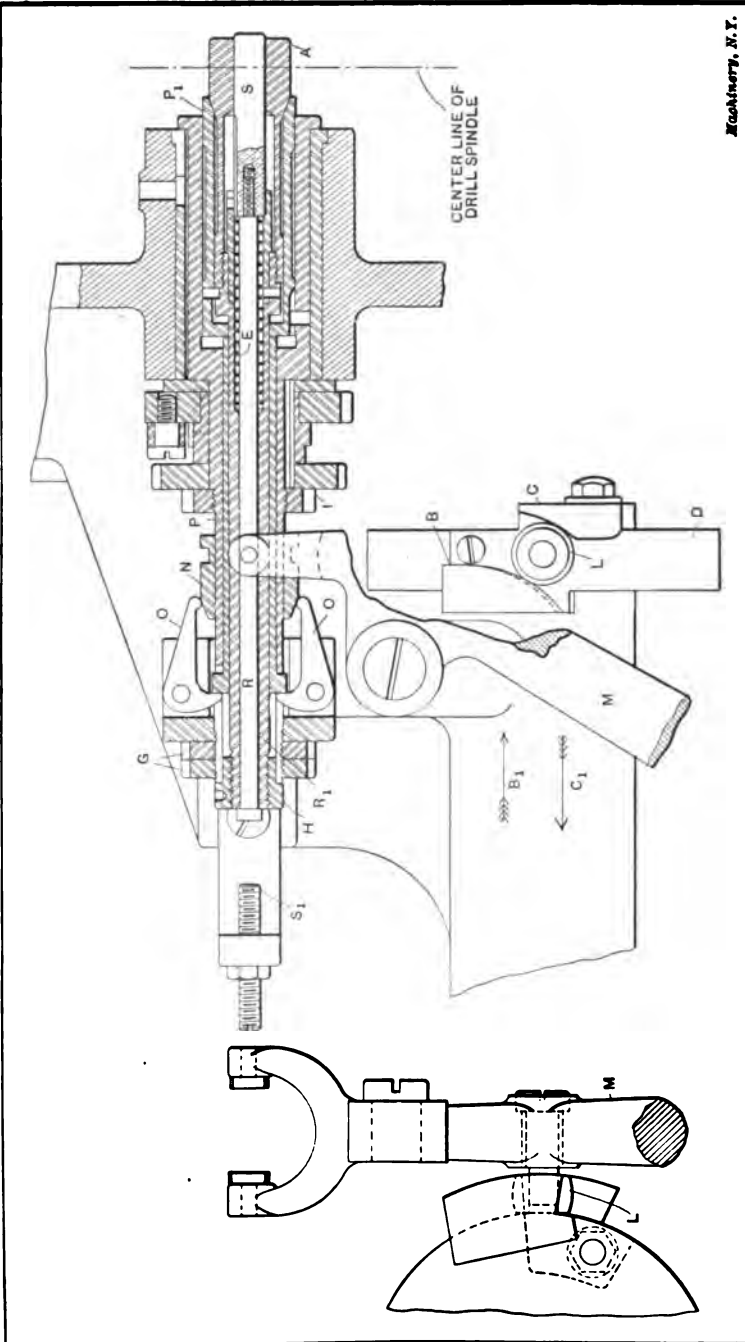 P₁
G
O
N
P
S
E
R
A
I
O
R₁
H
S₁
CENTER LINE OF
DRILL SPINDLE
B
C
L
D
M
B₁
C₁
M
L
Machinery, N.Y.